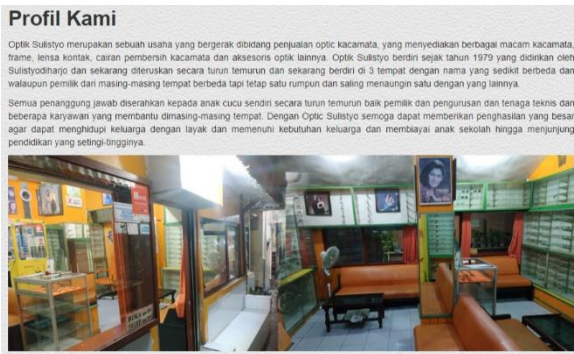 Profil Kami
Optik Sulistyo merupakan sebuah usaha yang bergerak dibidang penjualan optic kacamata, yang menyediakan berbagai macam kacamata,
frame, lensa kontak, cairan pembersih kacamata dan aksesoris optik lainnya. Optik Sulistyo berdiri sejak tahun 1979 yang didirikan oleh
Sulistyodiharjo dan sekarang diteruskan secara turun temurun dan sekarang berdiri di 3 tempat dengan nama yang sedikit berbeda dan
walaupun pemilik dari masing-masing tempat berbeda tapi tetap satu rumpun dan saling menaungin satu dengan yang lainnya.
Semua penanggung jawab diserahkan kepada anak cucu sendiri secara turun temurun baik pemilik dan pengurusan dan tenaga teknis dan
beberapa karyawan yang membantu dimasing-masing tempat. Dengan Optic Sulistyo semoga dapat memberikan penghasilan yang besar
agar dapat menghidupi keluarga dengan layak dan memenuhi kebutuhan keluarga dan membiayai anak sekolah hingga menjunjung
pendidikan yang setingi-tingginya.
BUKA